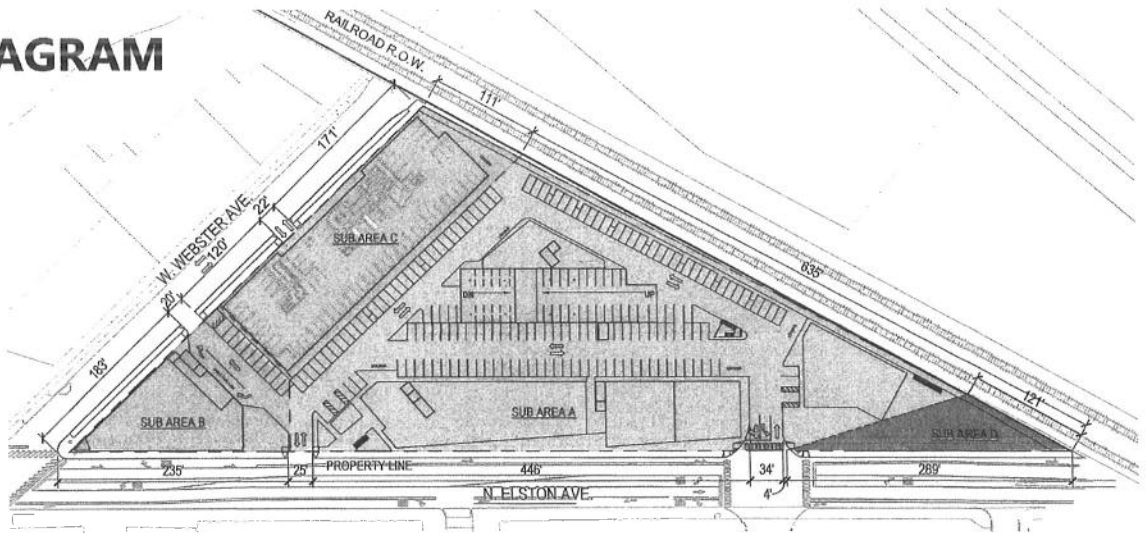 AGRAM
RAILROAD R.O.W.
111'
171'
22'
W. WEBSTER AVE.
120'
SUB AREA C
635'
20'
DN
UP
183'
121'
SUB AREA B
SUB AREA A
SUB AREA D
235'
25'
PROPERTY LINE
446'
34'
289'
4'
N. ELSTON AVE.